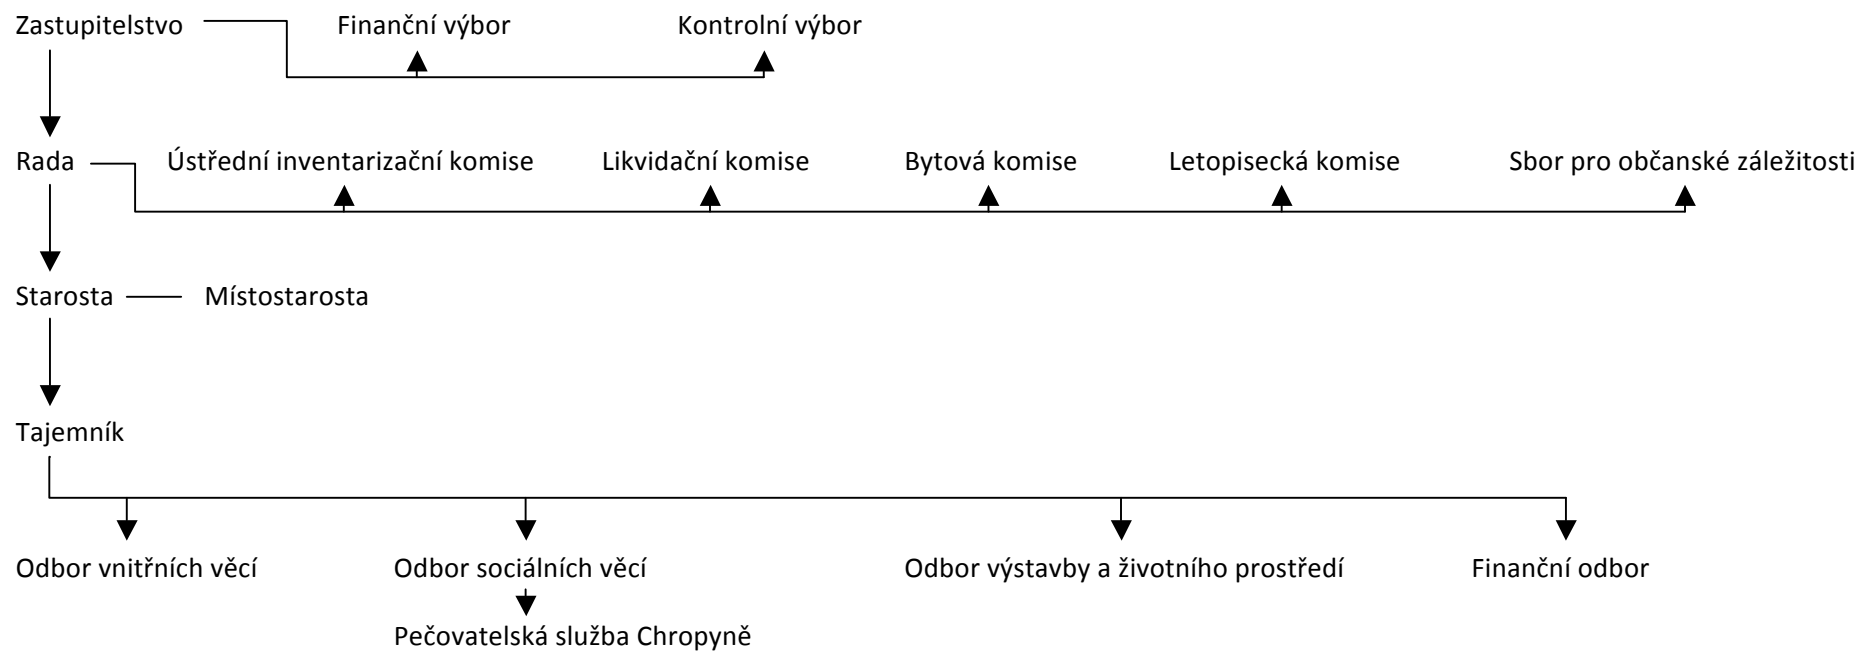 Zastupitelstvo Finanční výbor Kontrolní výbor
Rada Ústřední inventarizační komise Likvidační komise Bytová komise Letopisecká komise Sbor pro občanské záležitosti
Starosta Místostarosta
Tajemník
Odbor vnitřních věcí Odbor sociálních věcí Odbor výstavby a životního prostředí Finanční odbor
Pečovatelská služba Chropyně